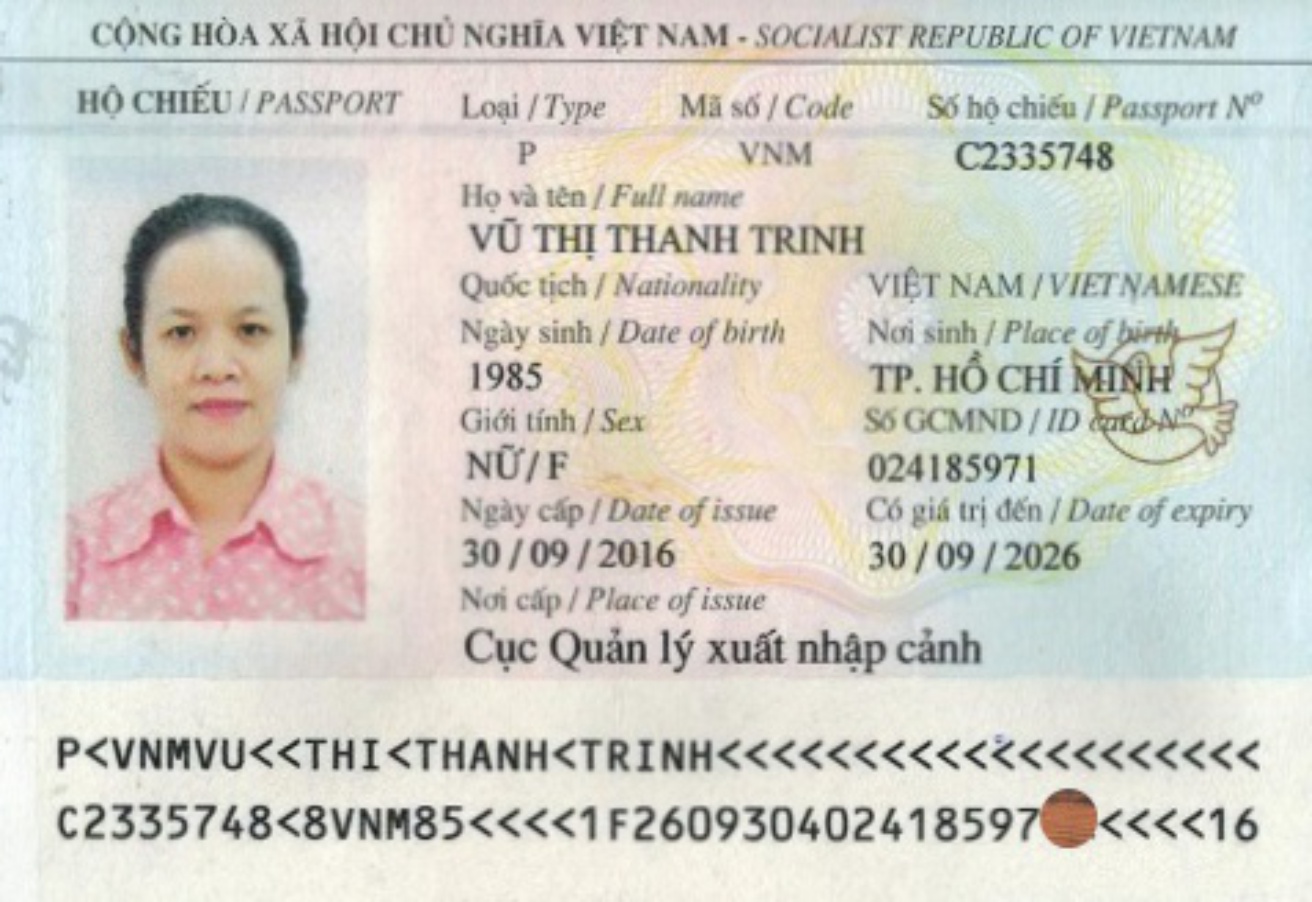 CỘNG HÒA XÃ HỘI CHỦ NGHĨA VIỆT NAM - SOCIALIST REPUBLIC OF VIETNAM
HỘ CHIẾU / PASSPORT Loại / Type Mã số / Code Số hộ chiếu / Passport Nº
P VNM C2335748
Họ và tên / Full name
VŨ THỊ THANH TRINH
Quốc tịch / Nationality VIỆT NAM / VIETNAMESE
Ngày sinh / Date of birth Nơi sinh / Place of birth
1985 TP. HỒ CHÍ MINH
Giới tính / Sex Số GCMND / ID card Nº
NỮ / F 024185971
Ngày cấp / Date of issue Có giá trị đến / Date of expiry
30 / 09 / 2016 30 / 09 / 2026
Nơi cấp / Place of issue
Cục Quản lý xuất nhập cảnh
P<VNMVU<<THI<THANH<TRINH<<<<<<<<<<<<<<<<<<<<
C2335748<8VNM85<<<<1F260930402418597 <<<<16